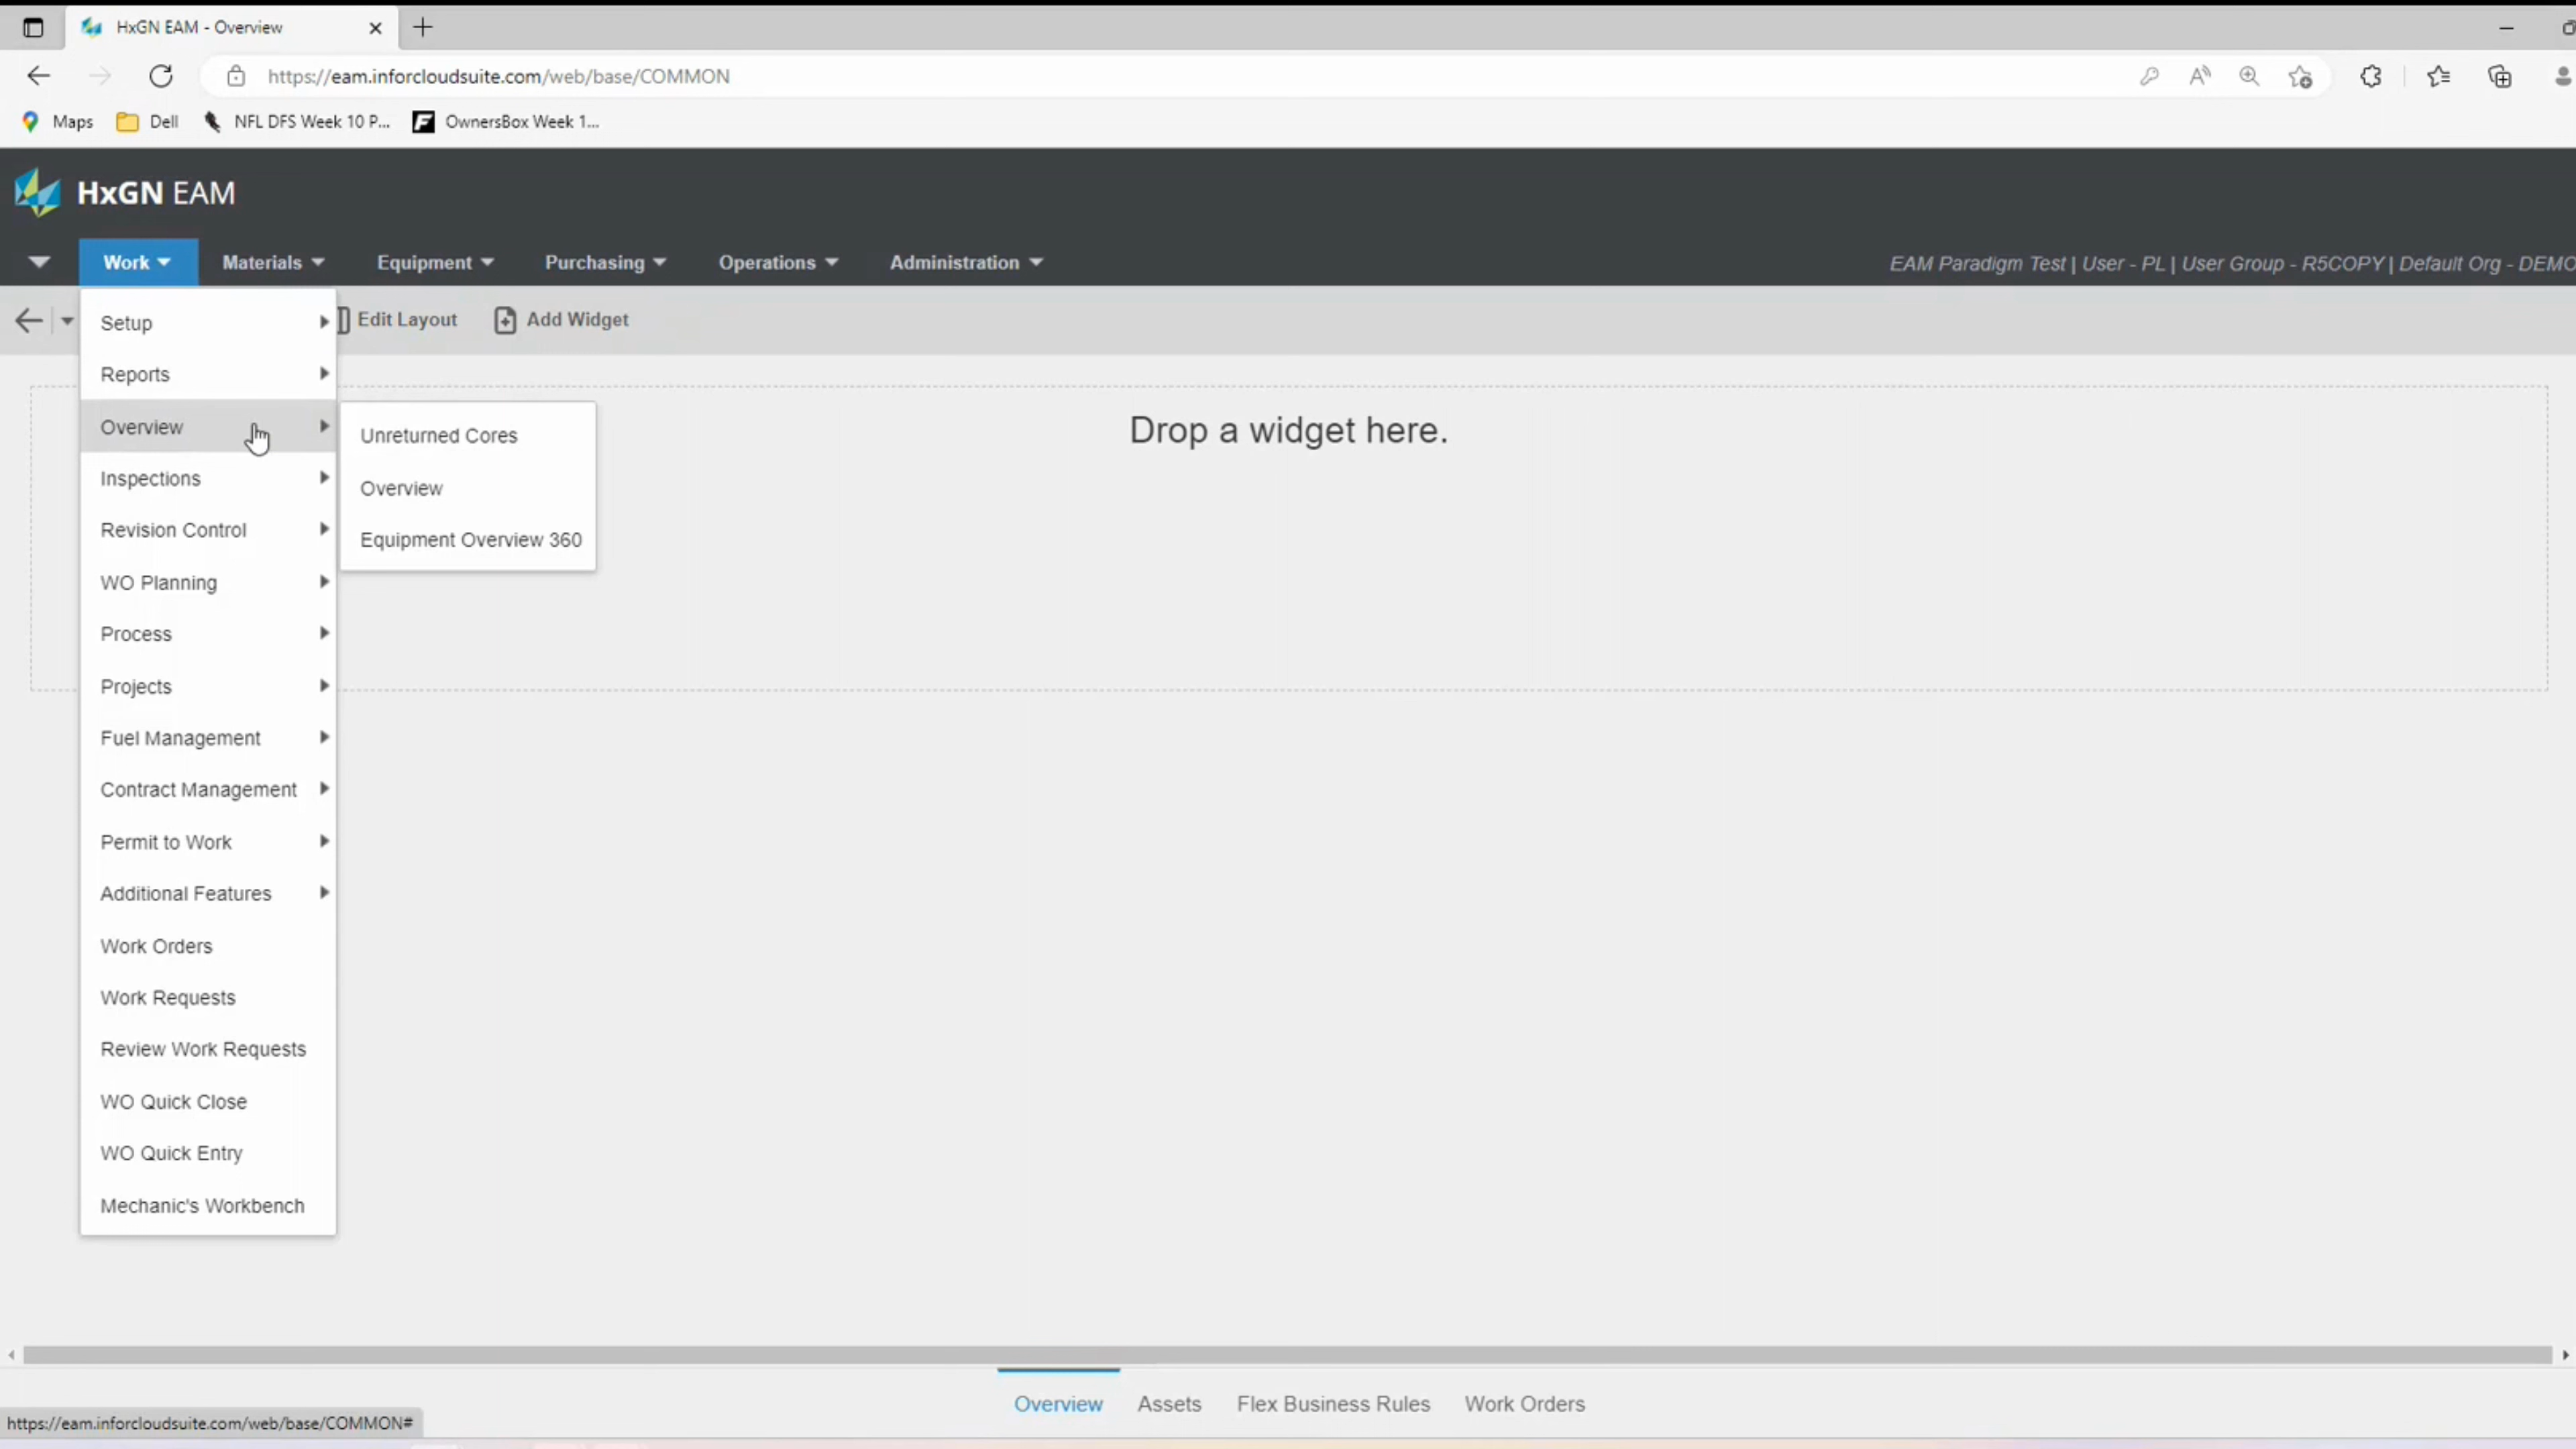 HxGN EAM - Overview
https://eam.inforcloudsuite.com/web/base/COMMON
Maps Dell NFL DFS Week 10 P... OwnersBox Week 1...
HxGN EAM
Work Materials Equipment Purchasing Operations Administration EAM Paradigm Test | User - PL | User Group - R5COPY | Default Org - DEMO
Edit Layout Add Widget
Setup
Reports
Overview
Inspections
Revision Control
WO Planning
Process
Projects
Fuel Management
Contract Management
Permit to Work
Additional Features
Work Orders
Work Requests
Review Work Requests
WO Quick Close
WO Quick Entry
Mechanic's Workbench
Unreturned Cores
Overview
Equipment Overview 360
Drop a widget here.
Overview Assets Flex Business Rules Work Orders
https://eam.inforcloudsuite.com/web/base/COMMON#